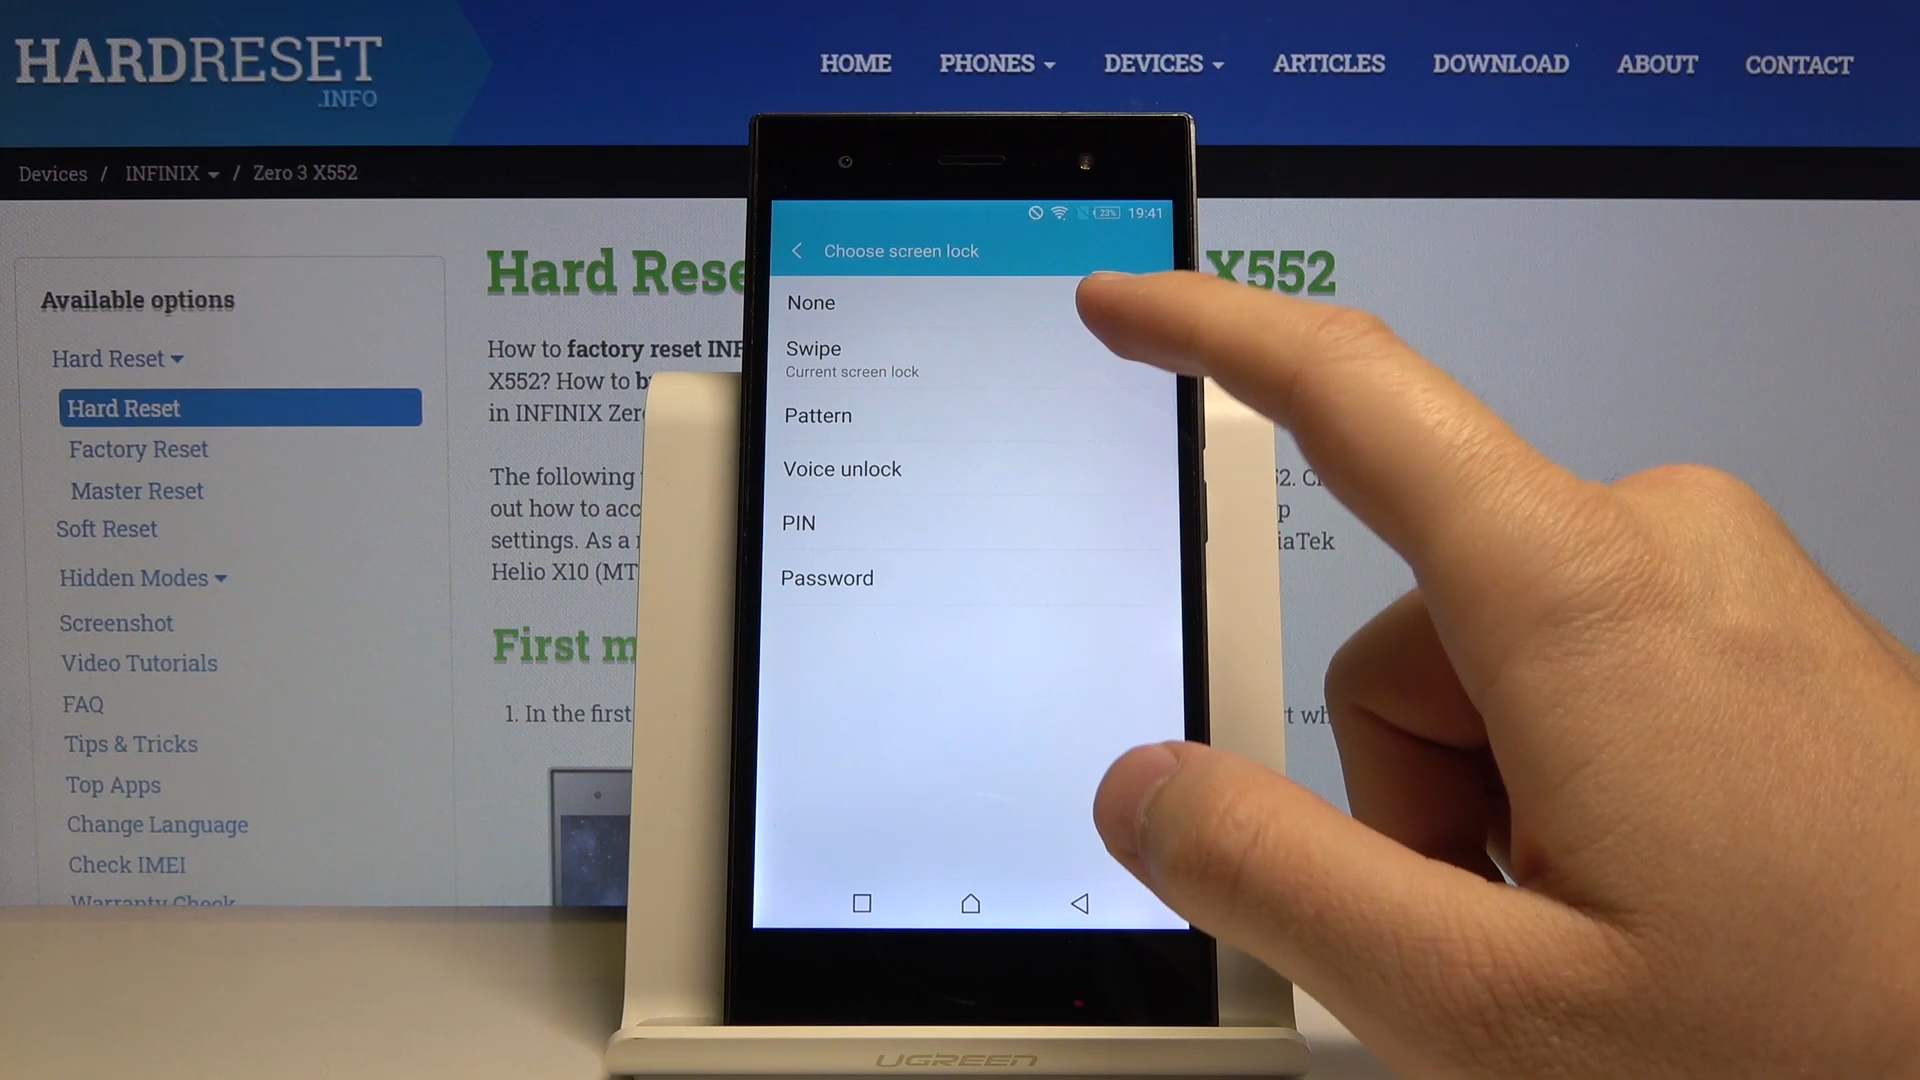 HARDRESET
.INFO
HOME PHONES DEVICES ARTICLES DOWNLOAD ABOUT CONTACT
Devices / INFINIX / Zero 3 X552
Available options
Hard Reset
Hard Reset
Factory Reset
Master Reset
Soft Reset
Hidden Modes
Screenshot
Video Tutorials
FAQ
Tips & Tricks
Top Apps
Change Language
Check IMEI
Warranty Check
Hard Rese X552
How to factory reset INF
X552? How to b
in INFINIX Zer
The following
out how to acc
settings. As a iaTek
Helio X10 (MT
First m
1. In the first
23% 19:41
Choose screen lock
None
Swipe
Current screen lock
Pattern
Voice unlock
PIN
Password
UGREEN